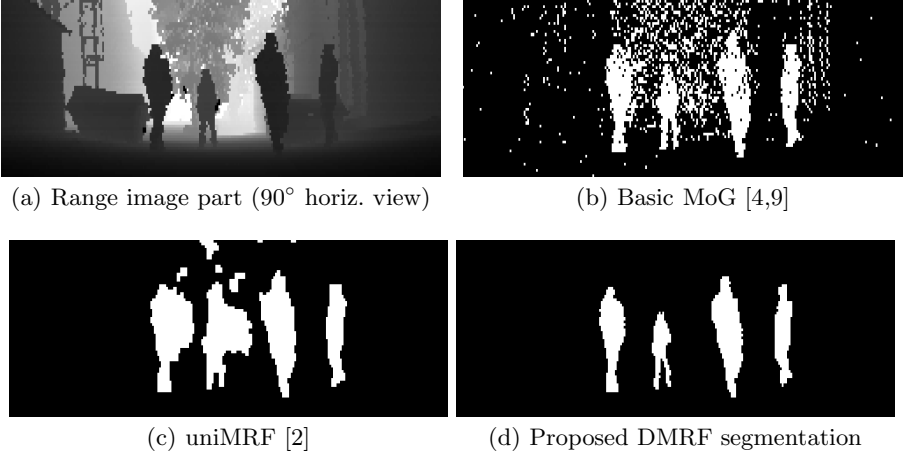 (a) Range image part (90° horiz. view)
(b) Basic MoG [4,9]
(c) uniMRF [2]
(d) Proposed DMRF segmentation